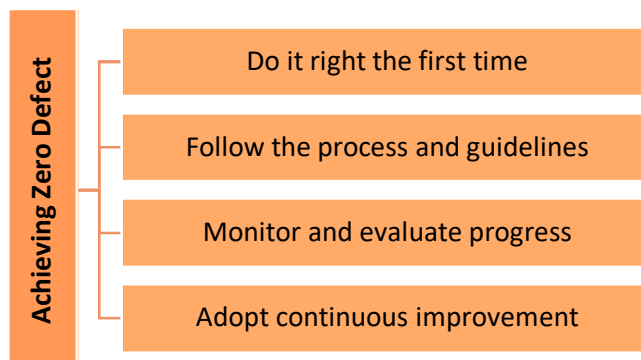 Achieving Zero Defect
Do it right the first time
Follow the process and guidelines
Monitor and evaluate progress
Adopt continuous improvement